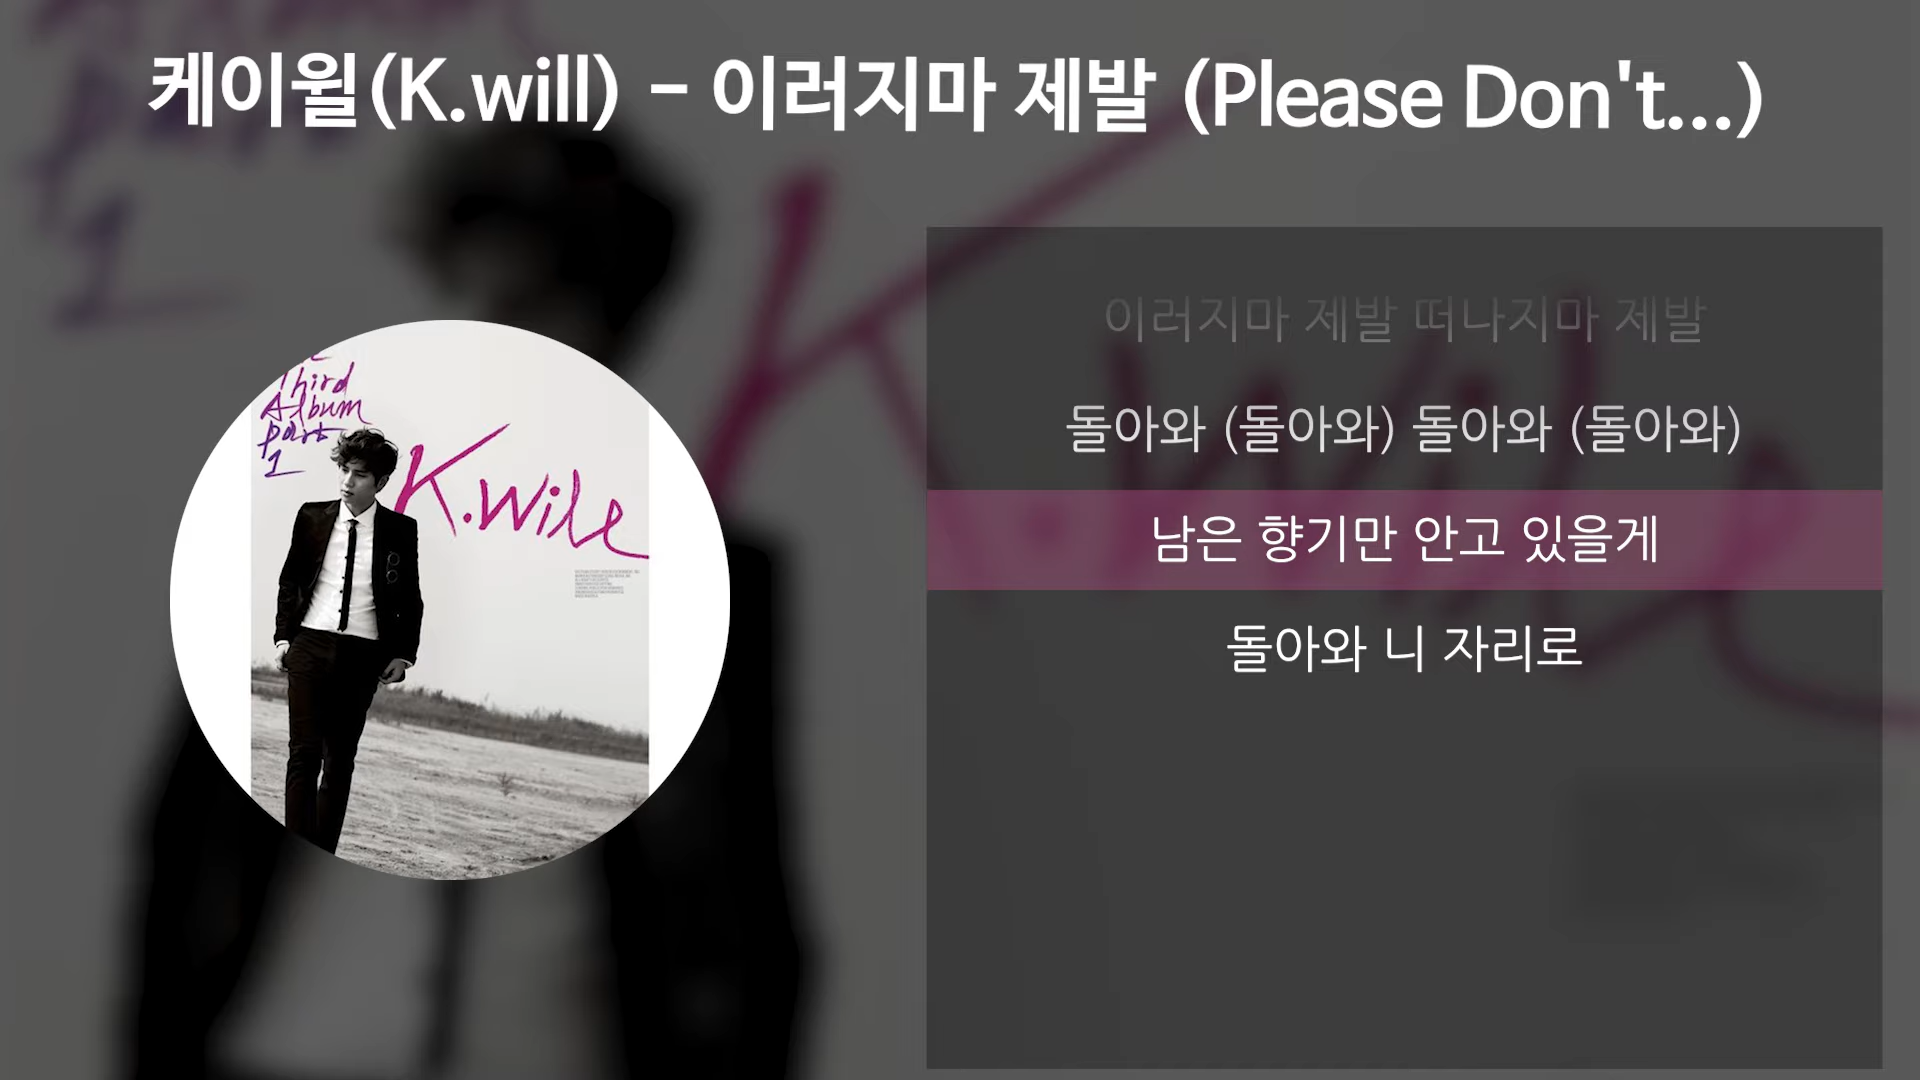 케이윌(K.will) - 이러지마 제발 (Please Don't...)
이러지마 제발 떠나지마 제발
돌아와 (돌아와) 돌아와 (돌아와)
남은 향기만 안고 있을게
돌아와 니 자리로
Third
Album
Part
1
K.will